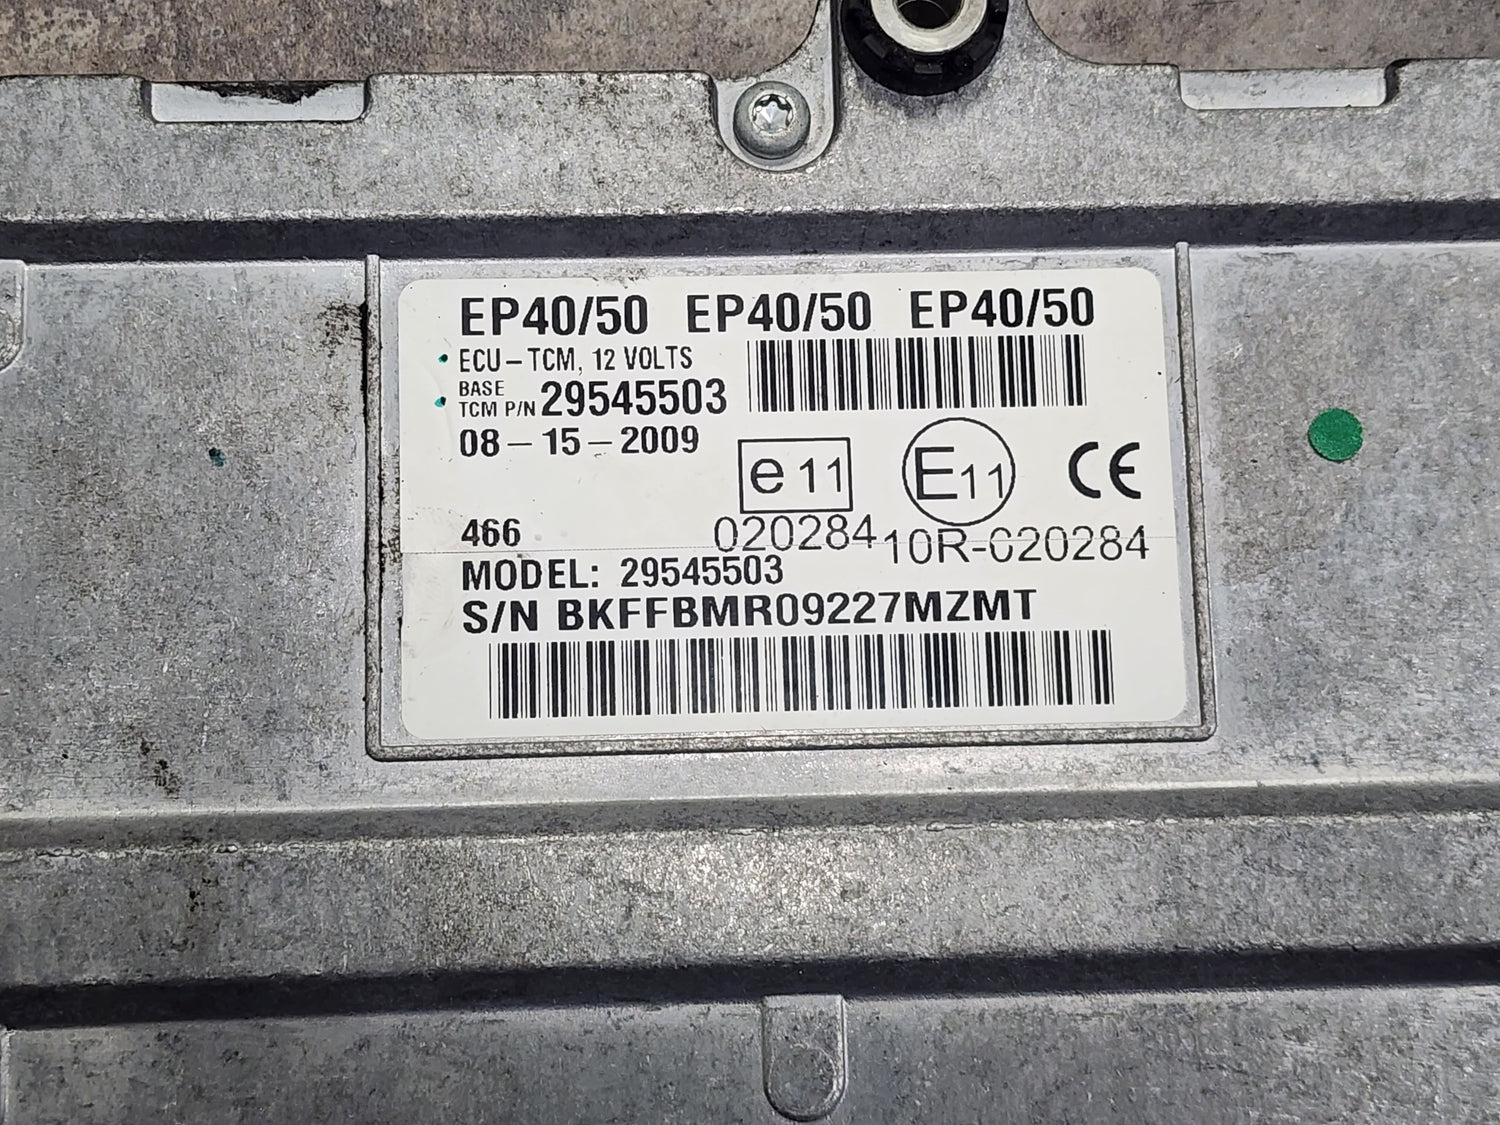 EP40/50 EP40/50 EP40/50
ECU-TCM, 12 VOLTS
BASE
TCM P/N 29545503
08-15-2009
e 11
E11
CE
466
020284
10R-020284
MODEL: 29545503
S/N BKFFBMR09227MZMT